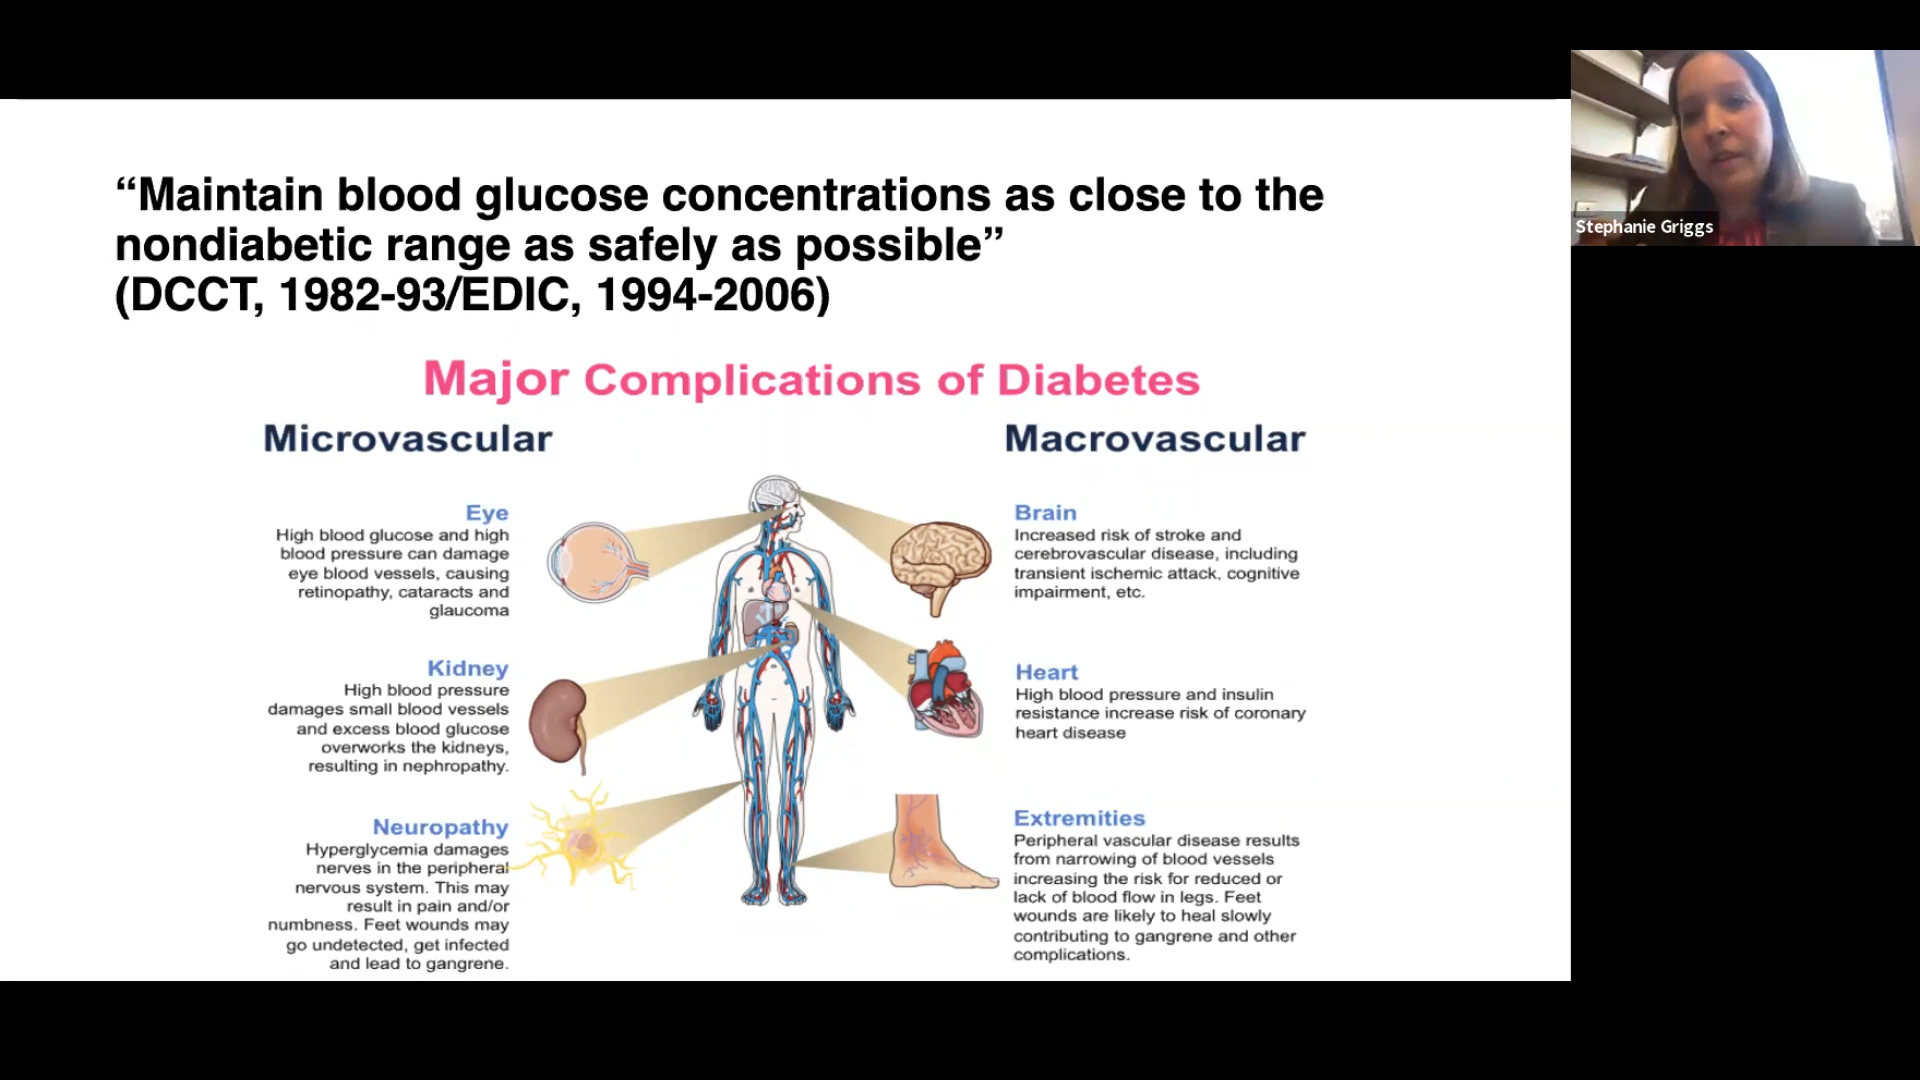 “Maintain blood glucose concentrations as close to the
nondiabetic range as safely as possible”
(DCCT, 1982-93/EDIC, 1994-2006)
Major Complications of Diabetes
Microvascular
Eye
High blood glucose and high
blood pressure can damage
eye blood vessels, causing
retinopathy, cataracts and
glaucoma
Kidney
High blood pressure
damages small blood vessels
and excess blood glucose
overworks the kidneys,
resulting in nephropathy.
Neuropathy
Hyperglycemia damages
nerves in the peripheral
nervous system. This may
result in pain and/or
numbness. Feet wounds may
go undetected, get infected
and lead to gangrene.
Macrovascular
Brain
Increased risk of stroke and
cerebrovascular disease, including
transient ischemic attack, cognitive
impairment, etc.
Heart
High blood pressure and insulin
resistance increase risk of coronary
heart disease
Extremities
Peripheral vascular disease results
from narrowing of blood vessels
increasing the risk for reduced or
lack of blood flow in legs. Feet
wounds are likely to heal slowly
contributing to gangrene and other
complications.
Stephanie Griggs